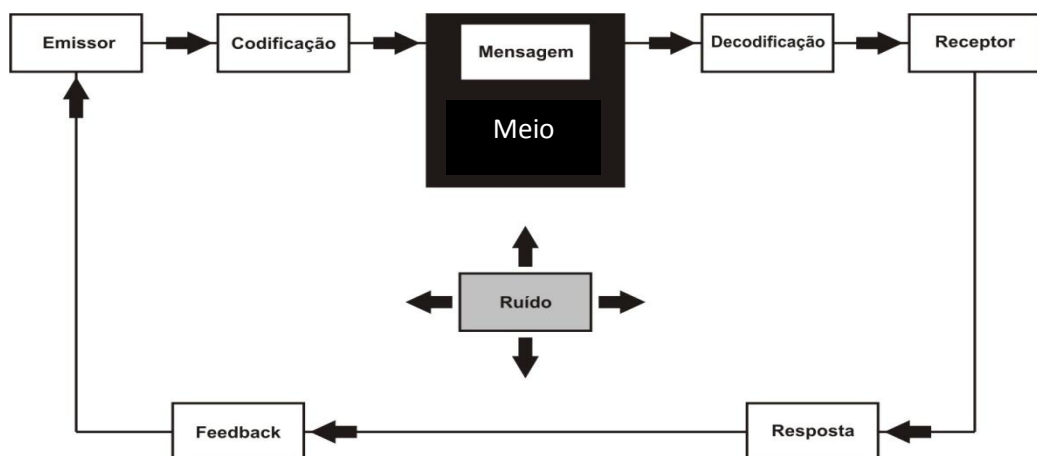 Emissor
Codificação
Mensagem
Meio
Decodificação
Receptor
Ruído
Feedback
Resposta